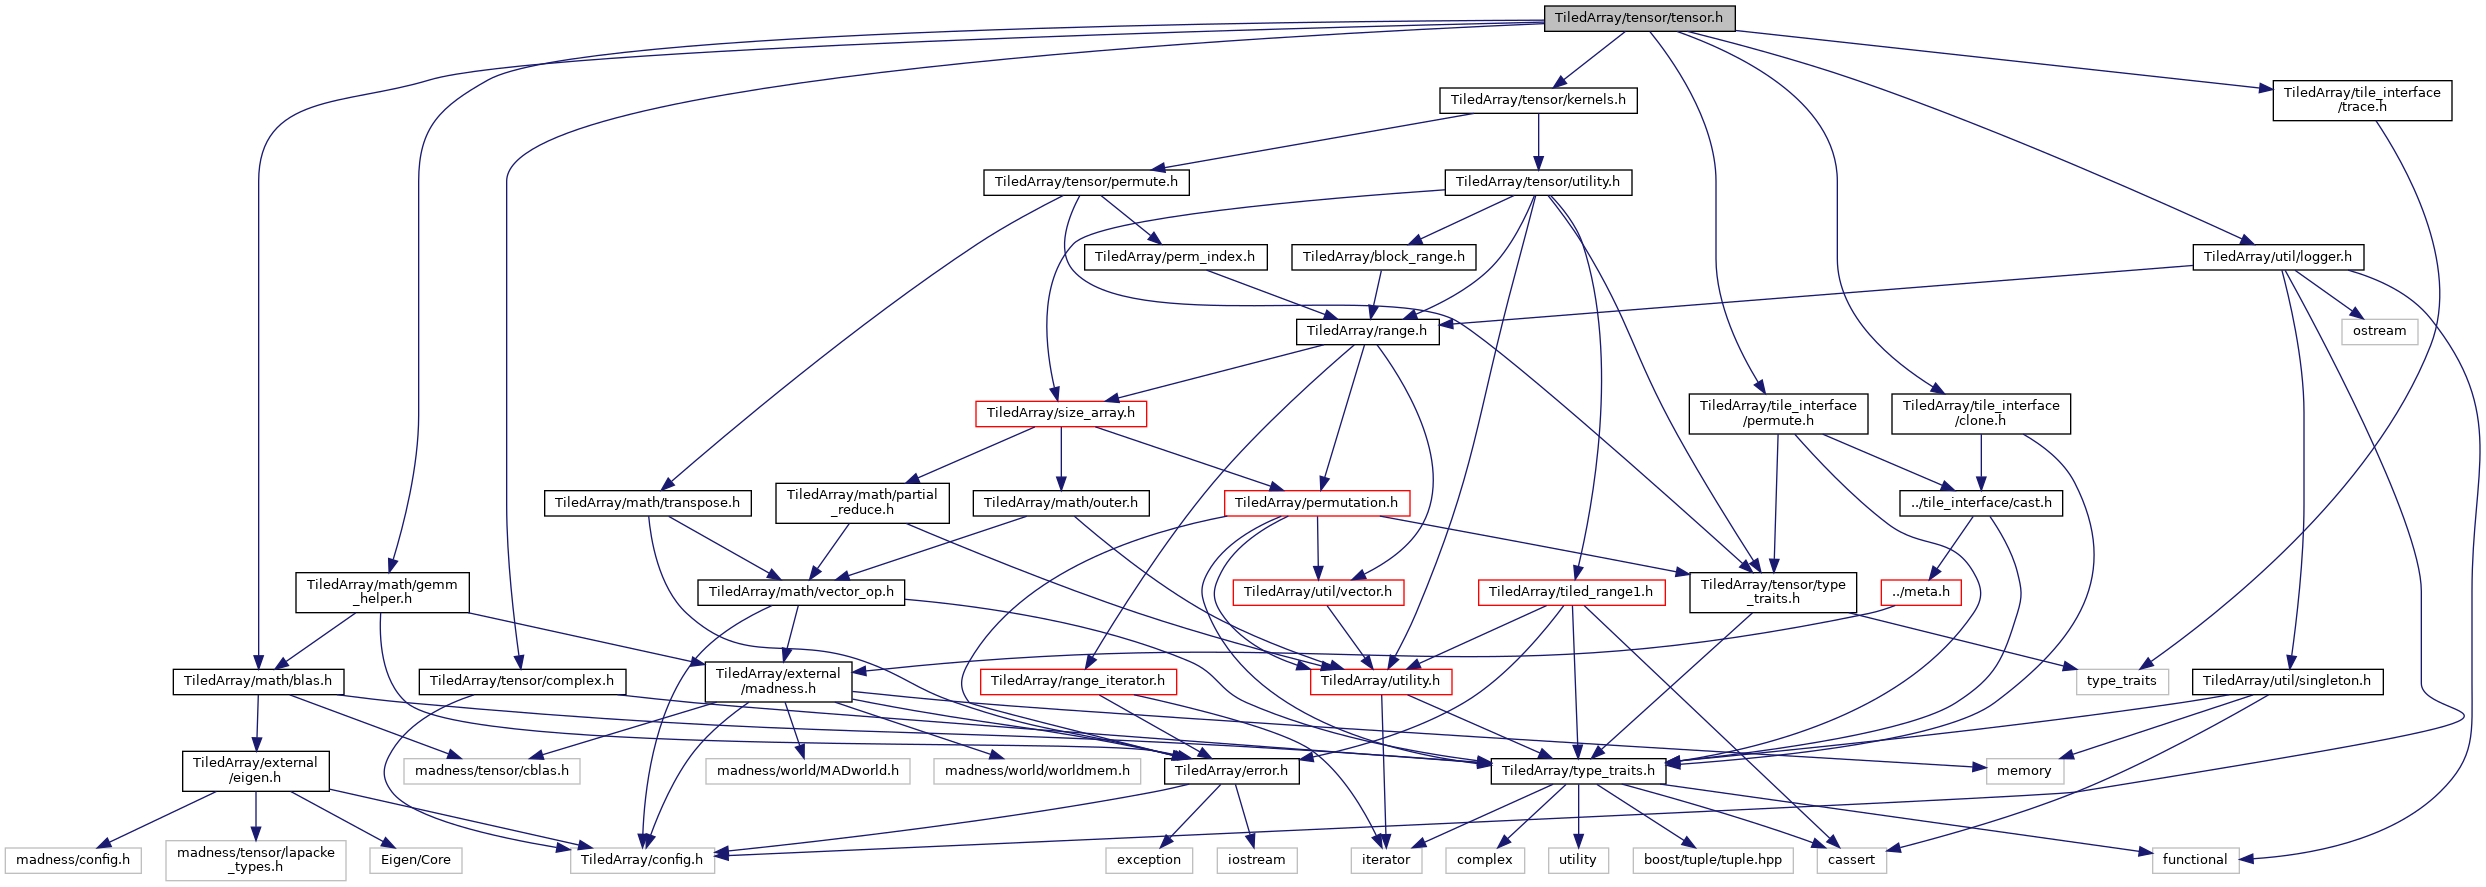 TiledArray/tensor/tensor.h
TiledArray/tensor/kernels.h
TiledArray/tile_interface
/trace.h
TiledArray/tensor/permute.h
TiledArray/tensor/utility.h
TiledArray/perm_index.h
TiledArray/block_range.h
TiledArray/util/logger.h
TiledArray/range.h
ostream
TiledArray/size_array.h
TiledArray/tile_interface
/permute.h
TiledArray/tile_interface
/clone.h
TiledArray/math/transpose.h
TiledArray/math/partial
_reduce.h
TiledArray/math/outer.h
TiledArray/permutation.h
../tile_interface/cast.h
TiledArray/math/gemm
_helper.h
TiledArray/math/vector_op.h
TiledArray/util/vector.h
TiledArray/tiled_range1.h
TiledArray/tensor/type
_traits.h
../meta.h
TiledArray/math/blas.h
TiledArray/tensor/complex.h
TiledArray/external
/madness.h
TiledArray/range_iterator.h
TiledArray/utility.h
type_traits
TiledArray/util/singleton.h
TiledArray/external
/eigen.h
madness/tensor/cblas.h
madness/world/MADworld.h
madness/world/worldmem.h
TiledArray/error.h
TiledArray/type_traits.h
memory
madness/config.h
madness/tensor/lapacke
_types.h
Eigen/Core
TiledArray/config.h
exception
iostream
iterator
complex
utility
boost/tuple/tuple.hpp
cassert
functional